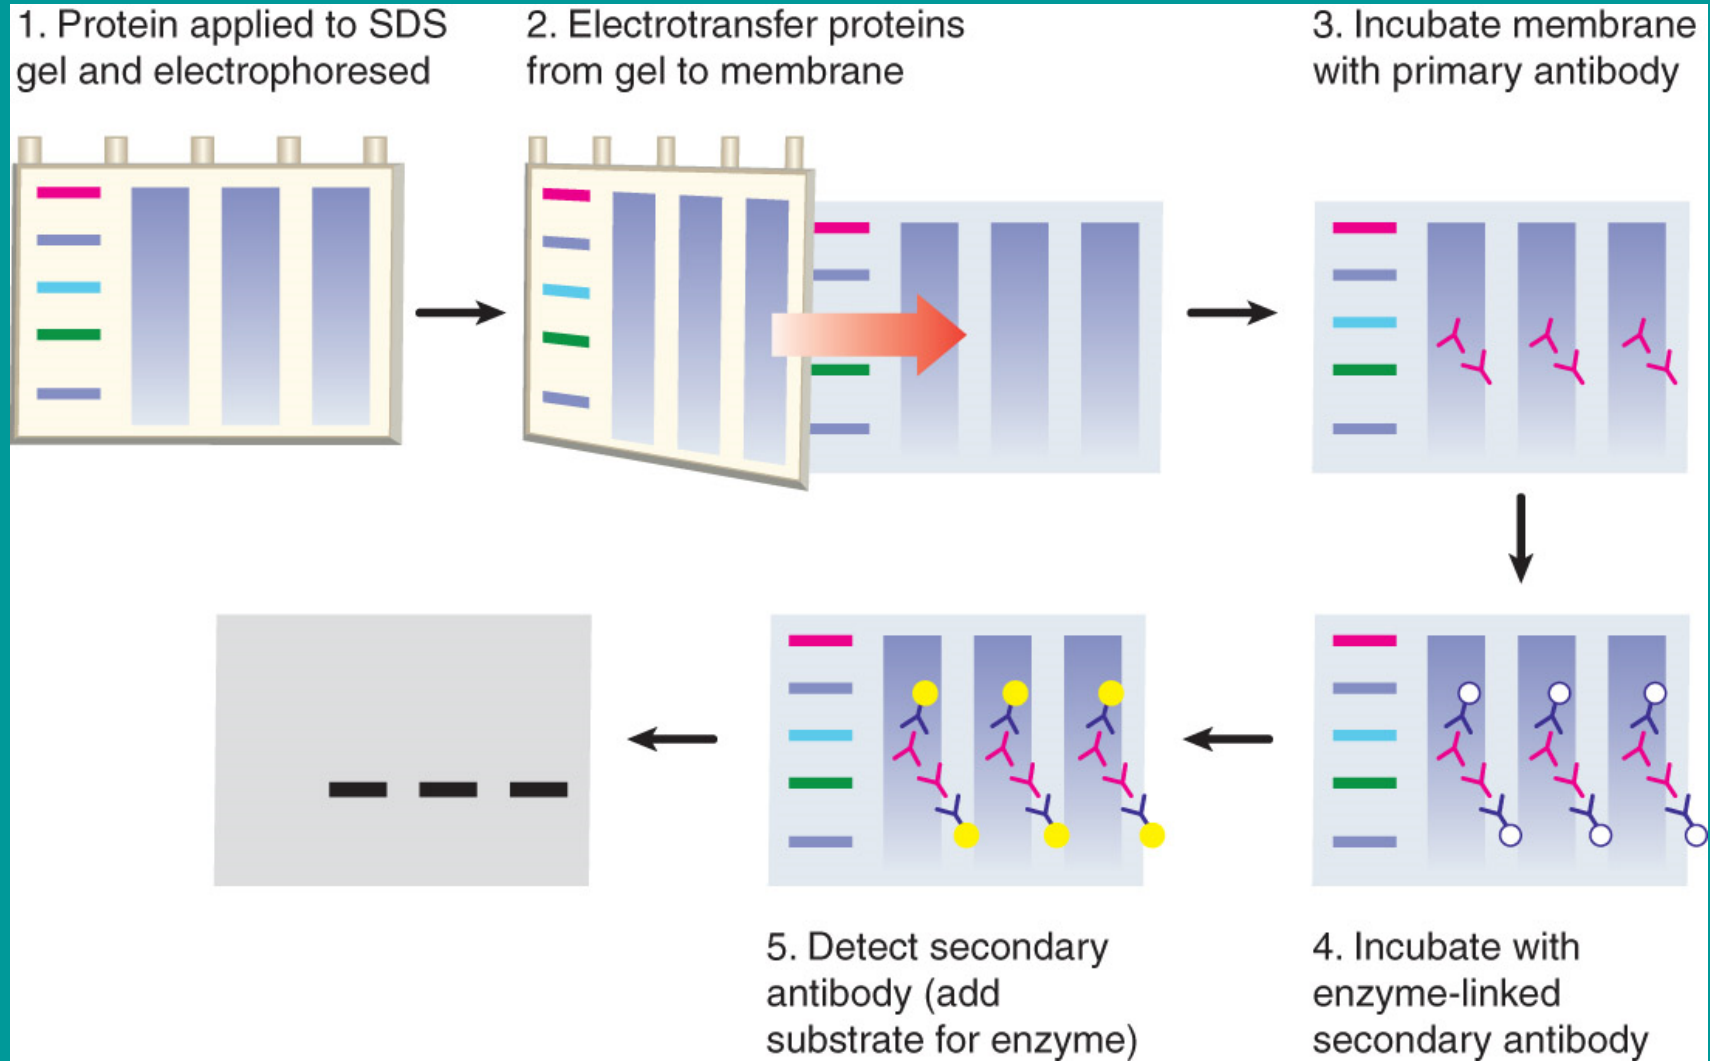 1. Protein applied to SDS
gel and electrophoresed
2. Electrotransfer proteins
from gel to membrane
3. Incubate membrane
with primary antibody
5. Detect secondary
antibody (add
substrate for enzyme)
4. Incubate with
enzyme-linked
secondary antibody